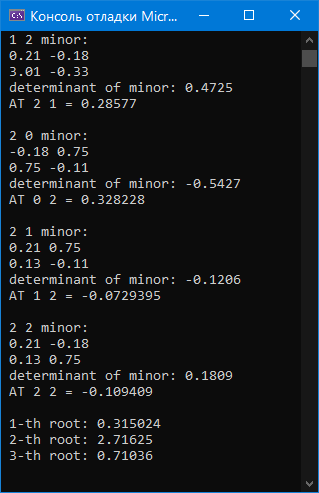 Консоль отладки Micr...
1 2 minor:
0.21 -0.18
3.01 -0.33
determinant of minor: 0.4725
AT 2 1 = 0.28577
2 0 minor:
-0.18 0.75
0.75 -0.11
determinant of minor: -0.5427
AT 0 2 = 0.328228
2 1 minor:
0.21 0.75
0.13 -0.11
determinant of minor: -0.1206
AT 1 2 = -0.0729395
2 2 minor:
0.21 -0.18
0.13 0.75
determinant of minor: 0.1809
AT 2 2 = -0.109409
1-th root: 0.315024
2-th root: 2.71625
3-th root: 0.71036